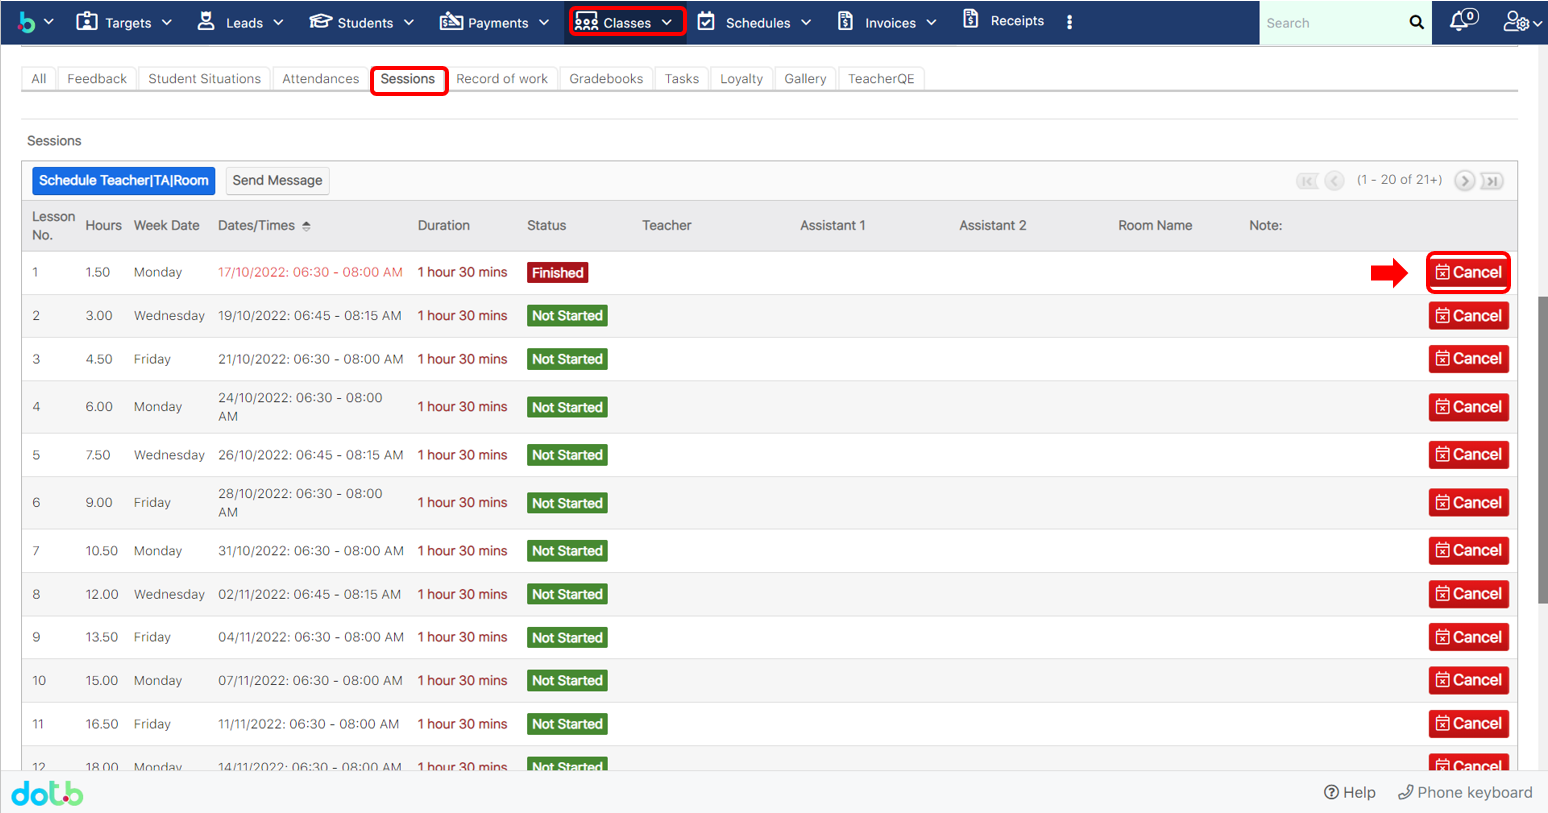 b Targets Leads Students Payments Classes Schedules Invoices Receipts Search 0
All Feedback Student Situations Attendances Sessions Record of work Gradebooks Tasks Loyalty Gallery TeacherQE
Sessions
Schedule Teacher|TA|Room Send Message (1 - 20 of 21+)
Lesson No. Hours Week Date Dates/Times Duration Status Teacher Assistant 1 Assistant 2 Room Name Note:
1 1.50 Monday 17/10/2022: 06:30 - 08:00 AM 1 hour 30 mins Finished Cancel
2 3.00 Wednesday 19/10/2022: 06:45 - 08:15 AM 1 hour 30 mins Not Started Cancel
3 4.50 Friday 21/10/2022: 06:30 - 08:00 AM 1 hour 30 mins Not Started Cancel
4 6.00 Monday 24/10/2022: 06:30 - 08:00 AM 1 hour 30 mins Not Started Cancel
5 7.50 Wednesday 26/10/2022: 06:45 - 08:15 AM 1 hour 30 mins Not Started Cancel
6 9.00 Friday 28/10/2022: 06:30 - 08:00 AM 1 hour 30 mins Not Started Cancel
7 10.50 Monday 31/10/2022: 06:30 - 08:00 AM 1 hour 30 mins Not Started Cancel
8 12.00 Wednesday 02/11/2022: 06:45 - 08:15 AM 1 hour 30 mins Not Started Cancel
9 13.50 Friday 04/11/2022: 06:30 - 08:00 AM 1 hour 30 mins Not Started Cancel
10 15.00 Monday 07/11/2022: 06:30 - 08:00 AM 1 hour 30 mins Not Started Cancel
11 16.50 Friday 11/11/2022: 06:30 - 08:00 AM 1 hour 30 mins Not Started Cancel
12 18.00 Monday 14/11/2022: 06:30 - 08:00 AM 1 hour 30 mins Not Started Cancel
dotb Help Phone keyboard